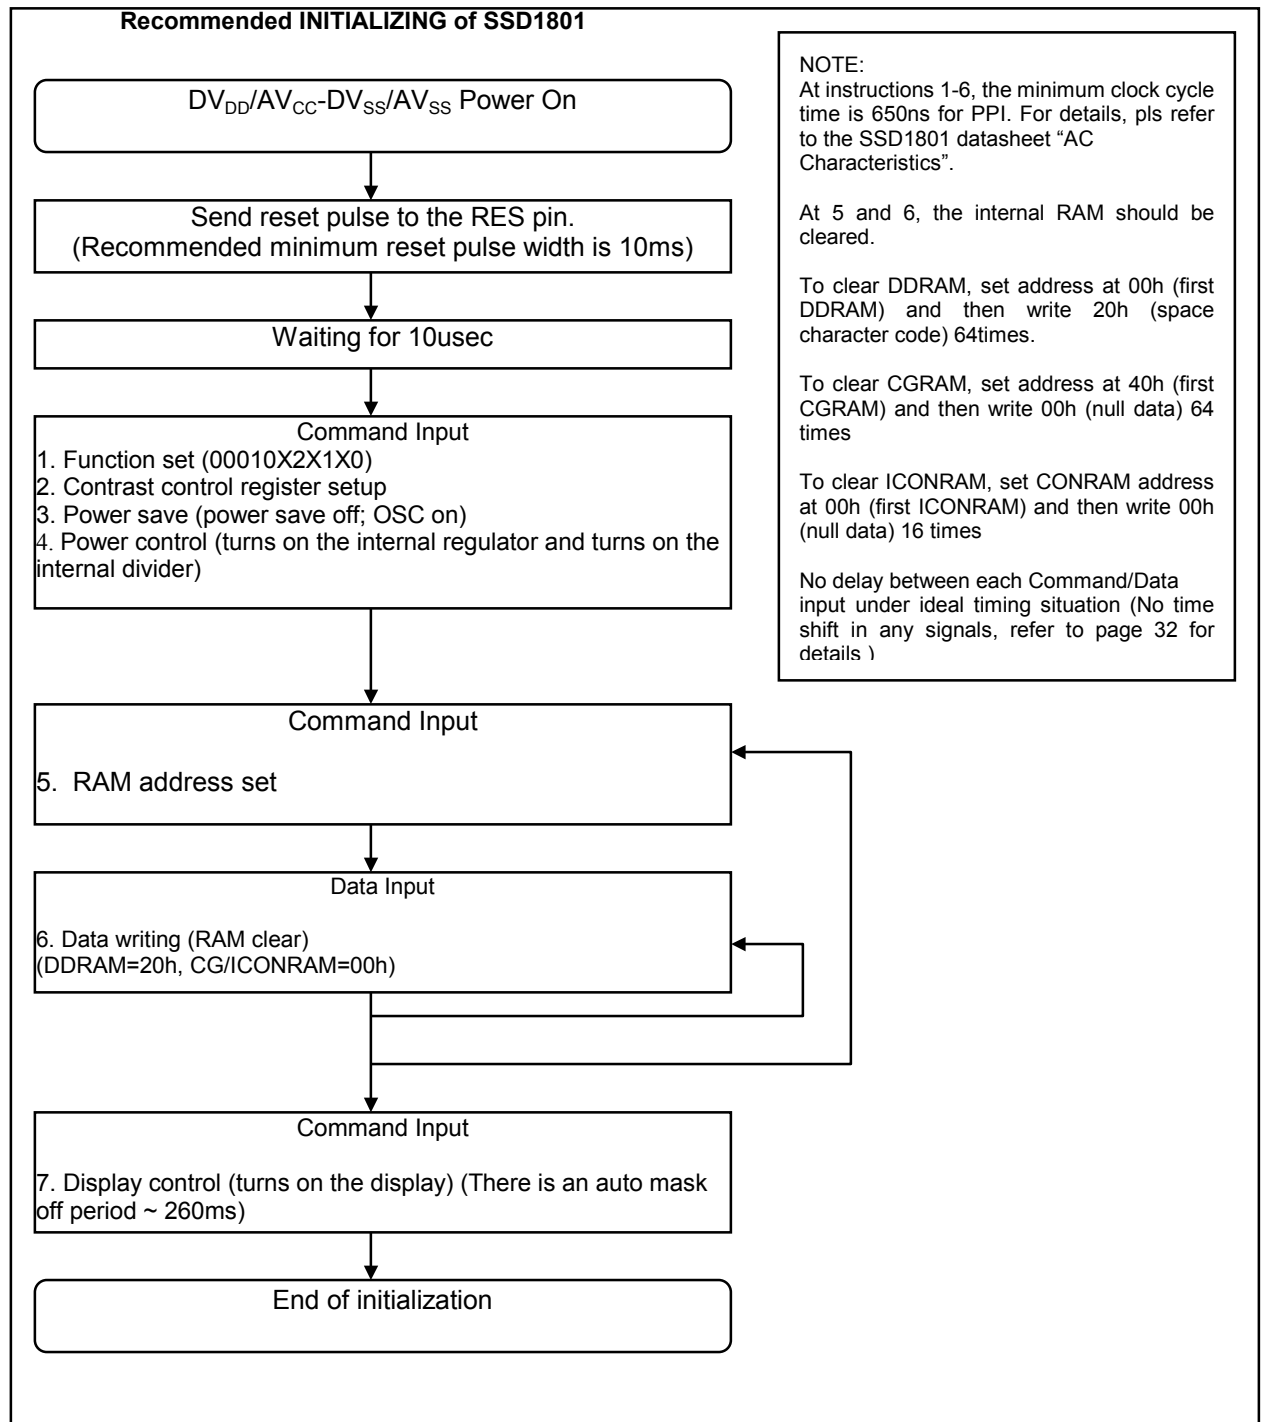 Recommended INITIALIZING of SSD1801
DVDD/AVCC-DVSS/AVSS Power On
Send reset pulse to the RES pin.
(Recommended minimum reset pulse width is 10ms)
Waiting for 10usec
Command Input
1. Function set (00010X2X1X0)
2. Contrast control register setup
3. Power save (power save off; OSC on)
4. Power control (turns on the internal regulator and turns on the
internal divider)
Command Input
5. RAM address set
Data Input
6. Data writing (RAM clear)
(DDRAM=20h, CG/ICONRAM=00h)
Command Input
7. Display control (turns on the display) (There is an auto mask
off period ~ 260ms)
End of initialization
NOTE:
At instructions 1-6, the minimum clock cycle
time is 650ns for PPI. For details, pls refer
to the SSD1801 datasheet “AC
Characteristics”.
At 5 and 6, the internal RAM should be
cleared.
To clear DDRAM, set address at 00h (first
DDRAM) and then write 20h (space
character code) 64times.
To clear CGRAM, set address at 40h (first
CGRAM) and then write 00h (null data) 64
times
To clear ICONRAM, set CONRAM address
at 00h (first ICONRAM) and then write 00h
(null data) 16 times
No delay between each Command/Data
input under ideal timing situation (No time
shift in any signals, refer to page 32 for
details )